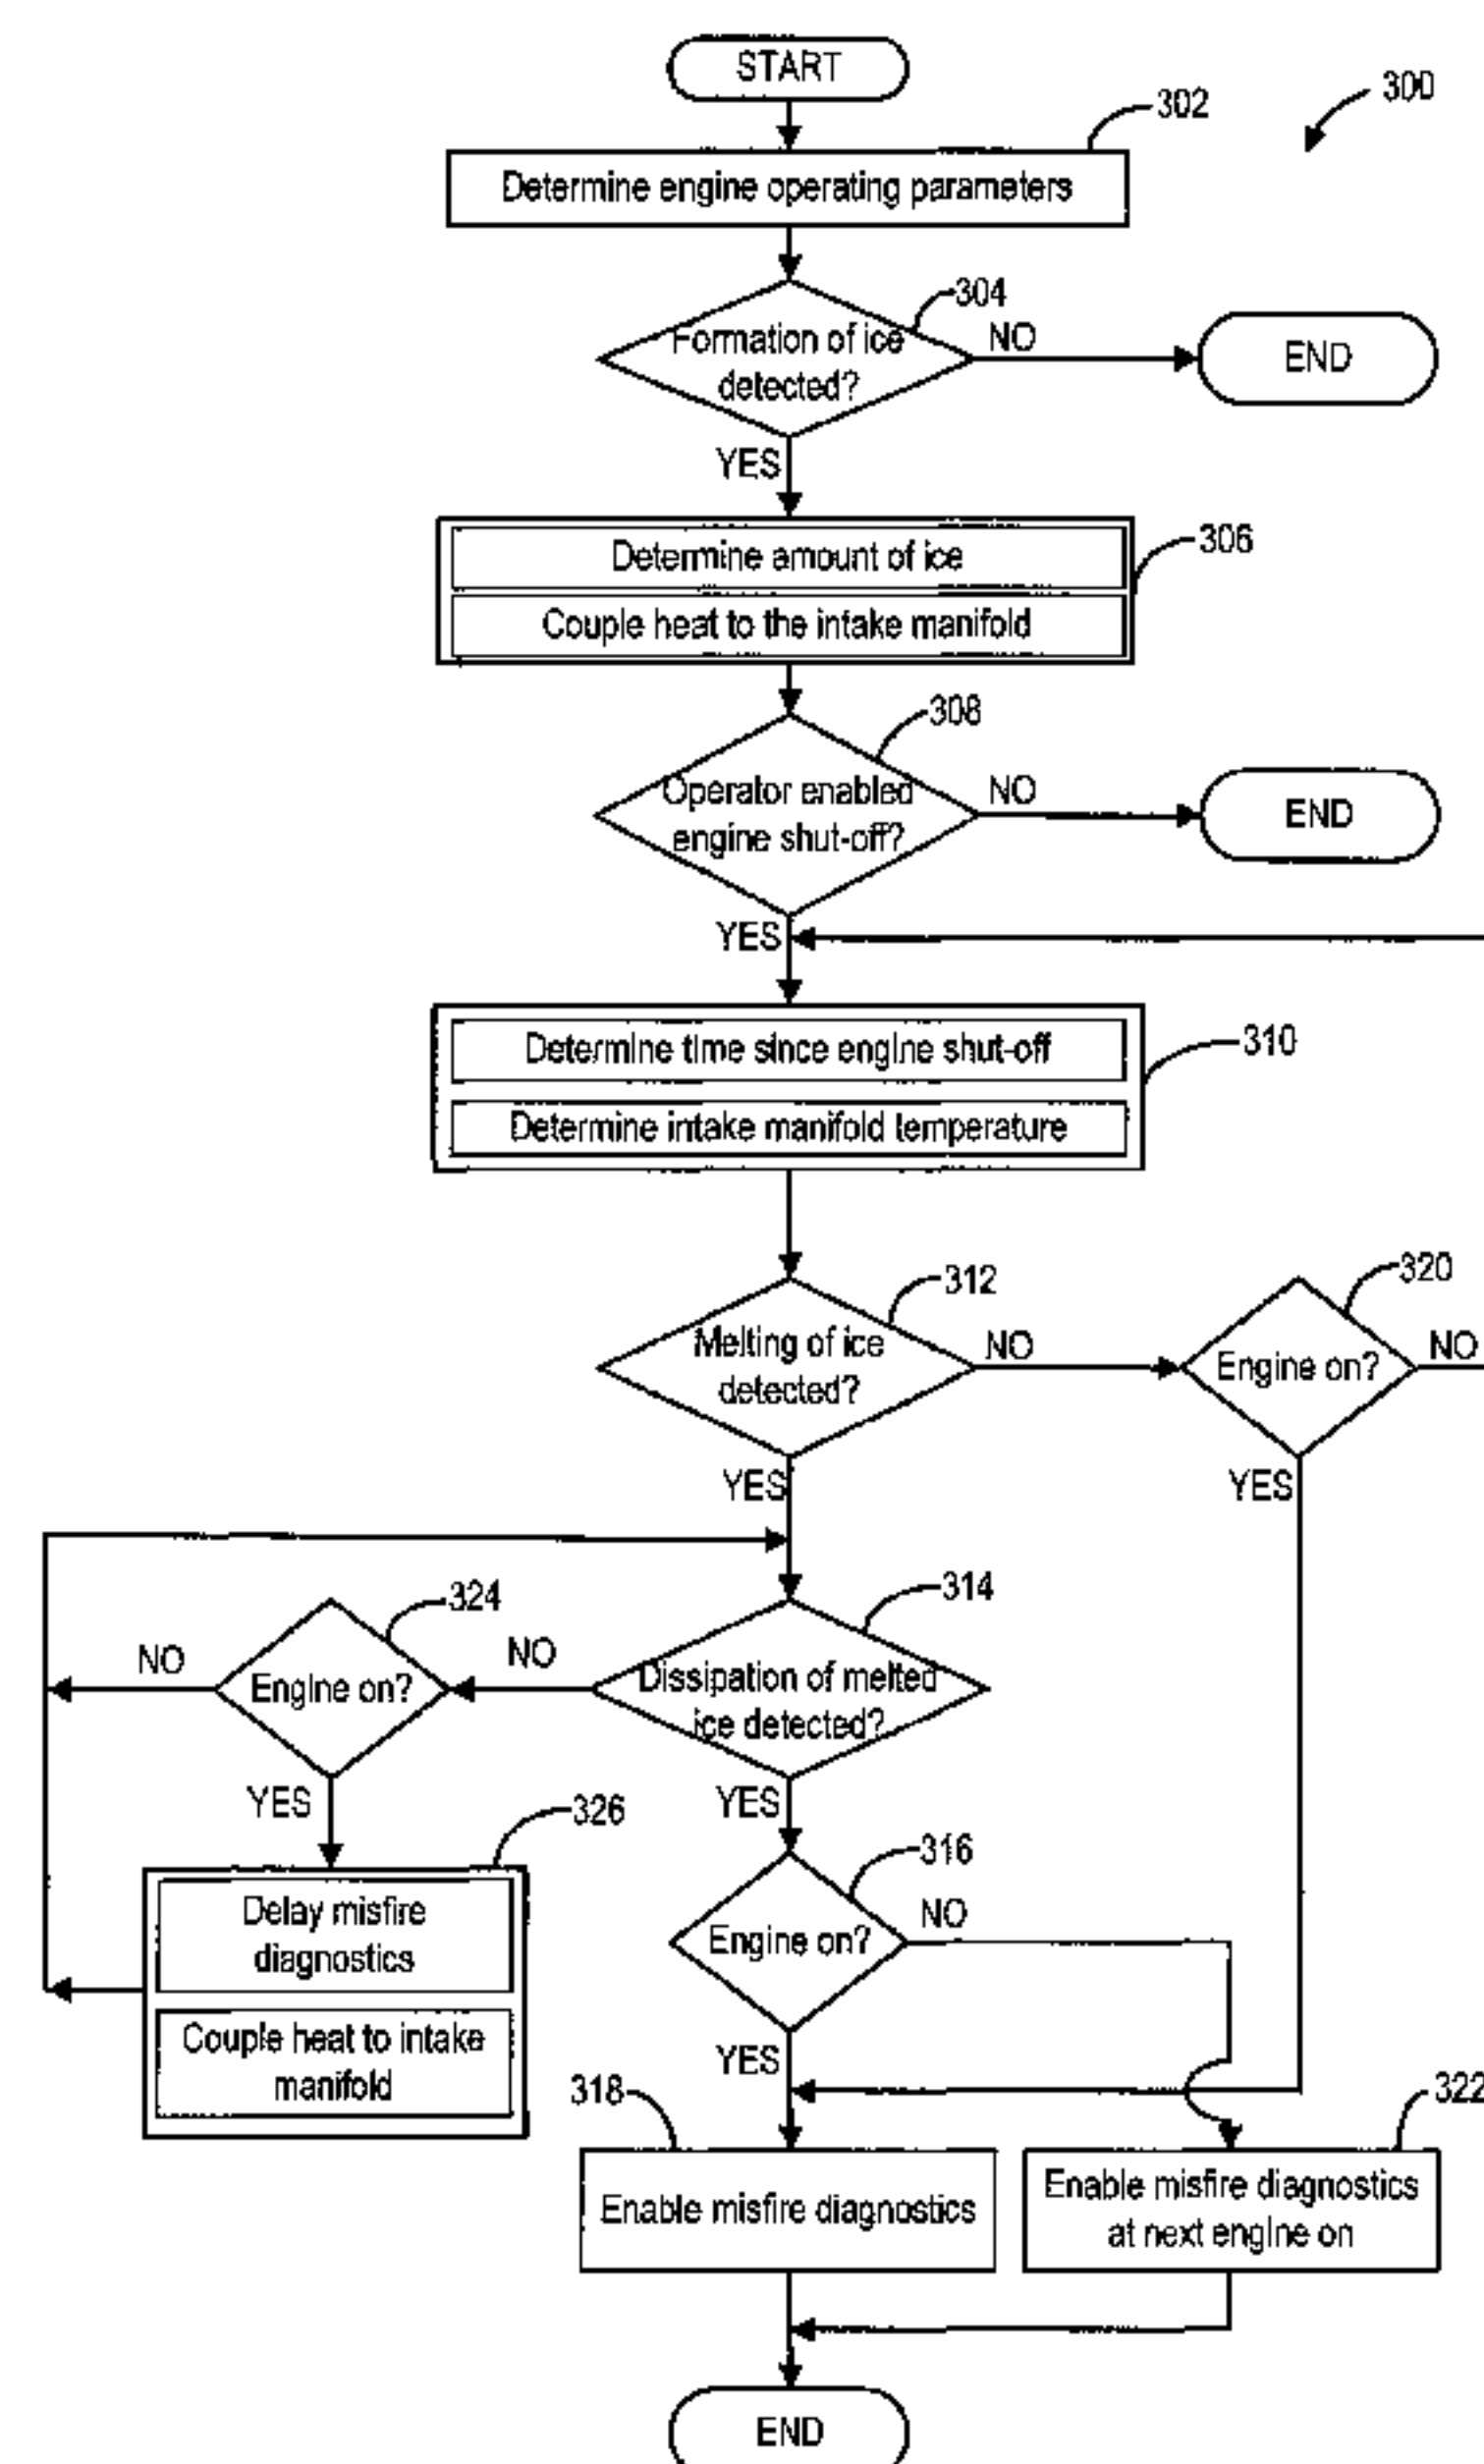 START
302
300
Determine engine operating parameters
304
Formation of ice
detected?
NO
END
YES
306
Determine amount of ice
Couple heat to the intake manifold
308
Operator enabled
engine shut-off?
NO
END
YES
310
Determine time since engine shut-off
Determine intake manifold temperature
312
Melting of ice
detected?
NO
320
Engine on?
NO
YES
YES
314
Dissipation of melted
ice detected?
NO
324
Engine on?
NO
YES
326
Delay misfire
diagnostics
Couple heat to intake
manifold
YES
316
Engine on?
NO
YES
318
Enable misfire diagnostics
322
Enable misfire diagnostics
at next engine on
END